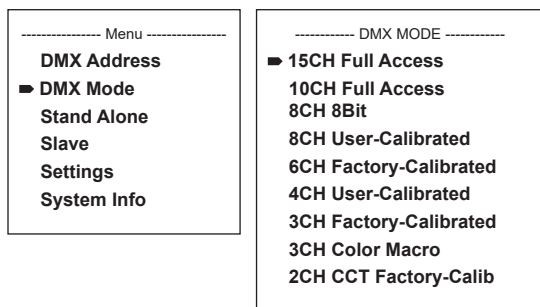 ---------------- Menu ----------------
DMX Address
DMX Mode
Stand Alone
Slave
Settings
System Info
------------ DMX MODE ------------
15CH Full Access
10CH Full Access
8CH 8Bit
8CH User-Calibrated
6CH Factory-Calibrated
4CH User-Calibrated
3CH Factory-Calibrated
3CH Color Macro
2CH CCT Factory-Calib